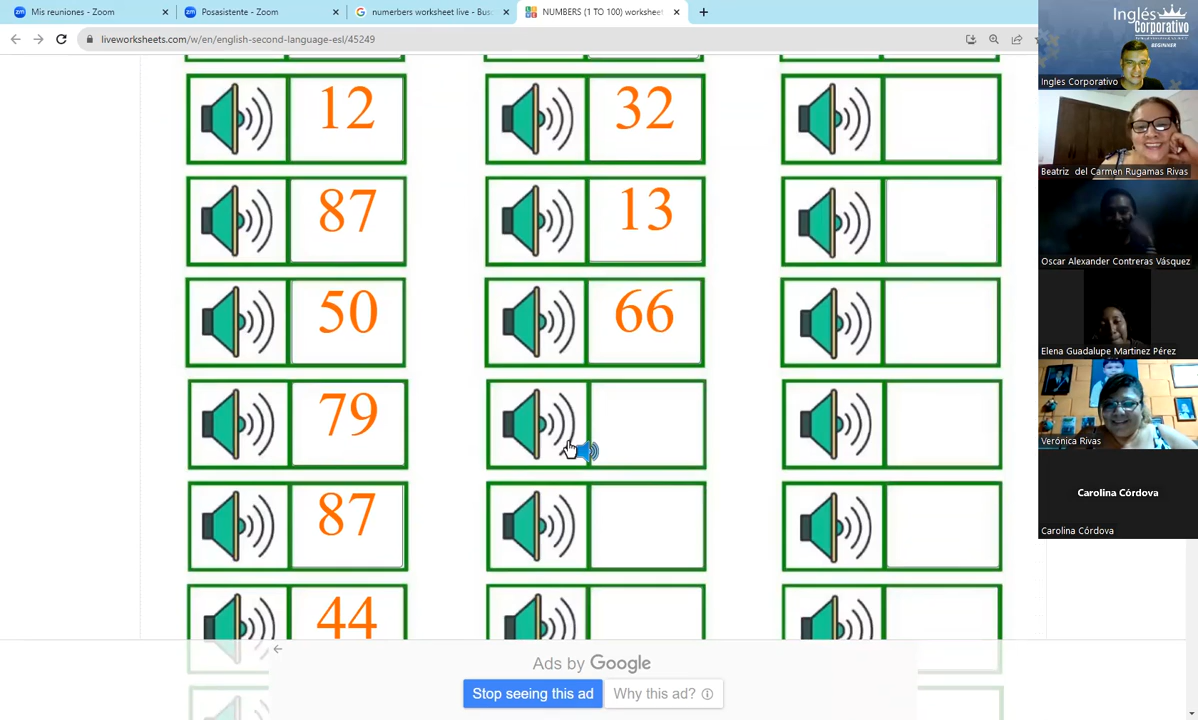 Mis reuniones - Zoom
Posasistente - Zoom
numerbers worksheet live - Bus
NUMBERS (1 TO 100) workshee
liveworksheets.com/w/en/english-second-language-esl/45249
12
32
87
13
50
66
79
87
44
Ads by Google
Stop seeing this ad
Why this ad?
Inglés
Corporativo
BEGINNER
Ingles Corporativo
Beatriz del Carmen Rugamas Rivas
Oscar Alexander Contreras Vásquez
Elena Guadalupe Martinez Pérez
Verónica Rivas
Carolina Córdova
Carolina Córdova